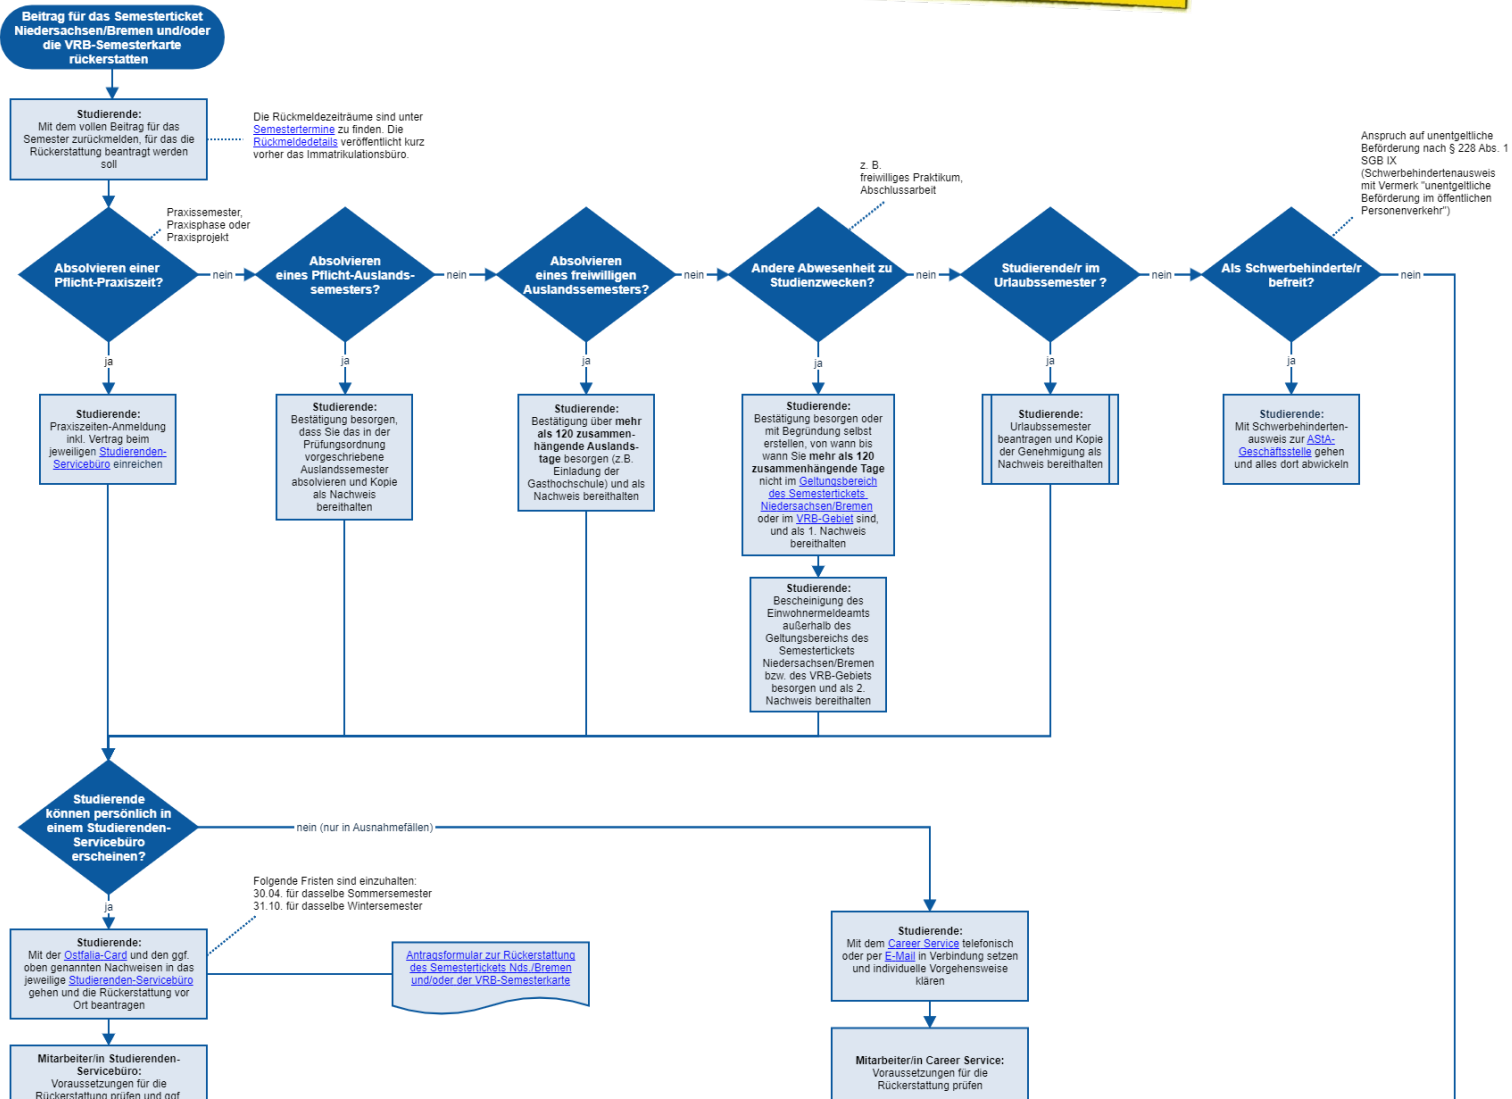 Beitrag für das Semesterticket
Niedersachsen/Bremen und/oder
die VRB-Semesterkarte
rückerstatten
Studierende:
Mit dem vollen Beitrag für das
Semester zurückmelden, für das die
Rückerstattung beantragt werden
soll
Die Rückmeldezeiträume sind unter
Semestertermine zu finden. Die
Rückmeldedetails veröffentlicht kurz
vorher das Immatrikulationsbüro.
Absolvieren einer
Pflicht-Praxiszeit?
Praxissemester,
Praxisphase oder
Praxisprojekt
nein
Absolvieren
eines Pflicht-Auslands-
semesters?
nein
Absolvieren
eines freiwilligen
Auslandssemesters?
nein
Andere Abwesenheit zu
Studienzwecken?
z. B.
freiwilliges Praktikum,
Abschlussarbeit
nein
Studierende/r im
Urlaubssemester ?
nein
Als Schwerbehinderte/r
befreit?
Anspruch auf unentgeltliche
Beförderung nach § 228 Abs. 1
SGB IX
(Schwerbehindertenausweis
mit Vermerk "unentgeltliche
Beförderung im öffentlichen
Personenverkehr")
nein
ja
ja
ja
ja
ja
ja
Studierende:
Praxiszeiten-Anmeldung
inkl. Vertrag beim
jeweiligen Studierenden-
Servicebüro einreichen
Studierende:
Bestätigung besorgen,
dass Sie das in der
Prüfungsordnung
vorgeschriebene
Auslandssemester
absolvieren und Kopie
als Nachweis
bereithalten
Studierende:
Bestätigung über mehr
als 120 zusammen-
hängende Auslands-
tage besorgen (z.B.
Einladung der
Gasthochschule) und als
Nachweis bereithalten
Studierende:
Bestätigung besorgen oder
mit Begründung selbst
erstellen, von wann bis
wann Sie mehr als 120
zusammenhängende Tage
nicht im Geltungsbereich
des Semestertickets
Niedersachsen/Bremen
oder im VRB-Gebiet sind,
und als 1. Nachweis
bereithalten
Studierende:
Bescheinigung des
Einwohnermeldeamts
außerhalb des
Geltungsbereichs des
Semestertickets
Niedersachsen/Bremen
bzw. des VRB-Gebiets
besorgen und als 2.
Nachweis bereithalten
Studierende:
Urlaubssemester
beantragen und Kopie
der Genehmigung als
Nachweis bereithalten
Studierende:
Mit Schwerbehinderten-
ausweis zur AStA-
Geschäftsstelle gehen
und alles dort abwickeln
Studierende
können persönlich in
einem Studierenden-
Servicebüro
erscheinen?
nein (nur in Ausnahmefällen)
ja
Folgende Fristen sind einzuhalten:
30.04. für dasselbe Sommersemester
31.10. für dasselbe Wintersemester
Studierende:
Mit der Ostfalia-Card und den ggf.
oben genannten Nachweisen in das
jeweilige Studierenden-Servicebüro
gehen und die Rückerstattung vor
Ort beantragen
Antragsformular zur Rückerstattung
des Semestertickets Nds./Bremen
und/oder der VRB-Semesterkarte
Studierende:
Mit dem Career Service telefonisch
oder per E-Mail in Verbindung setzen
und individuelle Vorgehensweise
klären
Mitarbeiter/in Studierenden-
Servicebüro:
Voraussetzungen für die
Rückerstattung prüfen und ggf.
Mitarbeiter/in Career Service:
Voraussetzungen für die
Rückerstattung prüfen